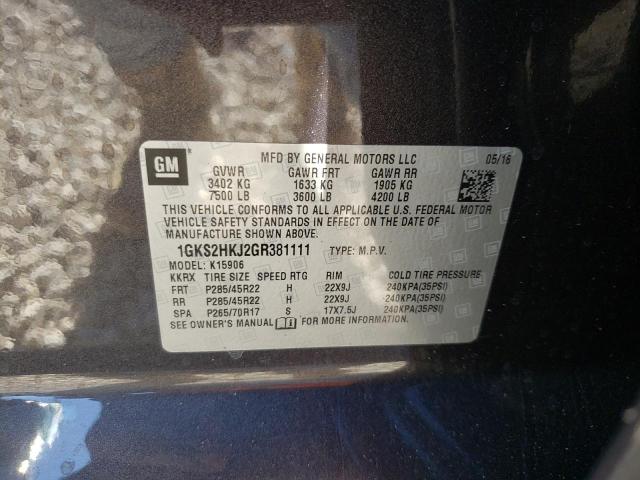 GM
MFD BY GENERAL MOTORS LLC 05/16
GVWR GAWR FRT GAWR RR
3402 KG 1633 KG 1905 KG
7500 LB 3600 LB 4200 LB
THIS VEHICLE CONFORMS TO ALL APPLICABLE U.S. FEDERAL MOTOR
VEHICLE SAFETY STANDARDS IN EFFECT ON THE DATE OF
MANUFACTURE SHOWN ABOVE.
1GKS2HKJ2GR381111 TYPE: M.P.V.
MODEL: K15906
KKRX TIRE SIZE SPEED RTG RIM COLD TIRE PRESSURE
FRT P285/45R22 H 22X9J 240KPA(35PSI)
RR P285/45R22 H 22X9J 240KPA(35PSI)
SPA P265/70R17 S 17X7.5J 240KPA(35PSI)
SEE OWNER'S MANUAL FOR MORE INFORMATION.